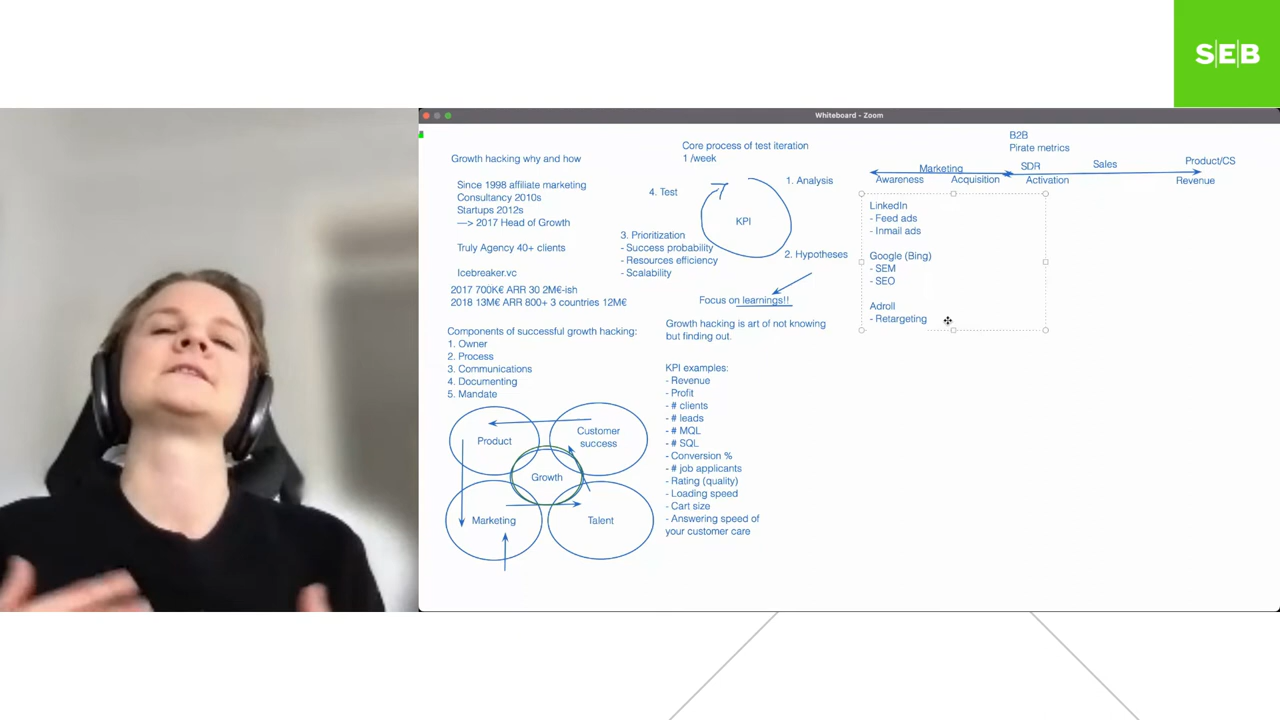 S|E|B
Whiteboard - Zoom
Growth hacking why and how
Since 1998 affiliate marketing
Consultancy 2010s
Startups 2012s
—> 2017 Head of Growth
Truly Agency 40+ clients
Icebreaker.vc
2017 700K€ ARR 30 2M€-ish
2018 13M€ ARR 800+ 3 countries 12M€
Components of successful growth hacking:
1. Owner
2. Process
3. Communications
4. Documenting
5. Mandate
Product
Customer
success
Growth
Marketing
Talent
Core process of test iteration
1 /week
1. Analysis
4. Test
KPI
3. Prioritization
- Success probability
- Resources efficiency
- Scalability
2. Hypotheses
Focus on learnings!!
Growth hacking is art of not knowing
but finding out.
KPI examples:
- Revenue
- Profit
- # clients
- # leads
- # MQL
- # SQL
- Conversion %
- # job applicants
- Rating (quality)
- Loading speed
- Cart size
- Answering speed of
your customer care
B2B
Pirate metrics
Marketing
SDR
Sales
Product/CS
Awareness
Acquisition
Activation
Revenue
LinkedIn
- Feed ads
- Inmail ads
Google (Bing)
- SEM
- SEO
Adroll
- Retargeting